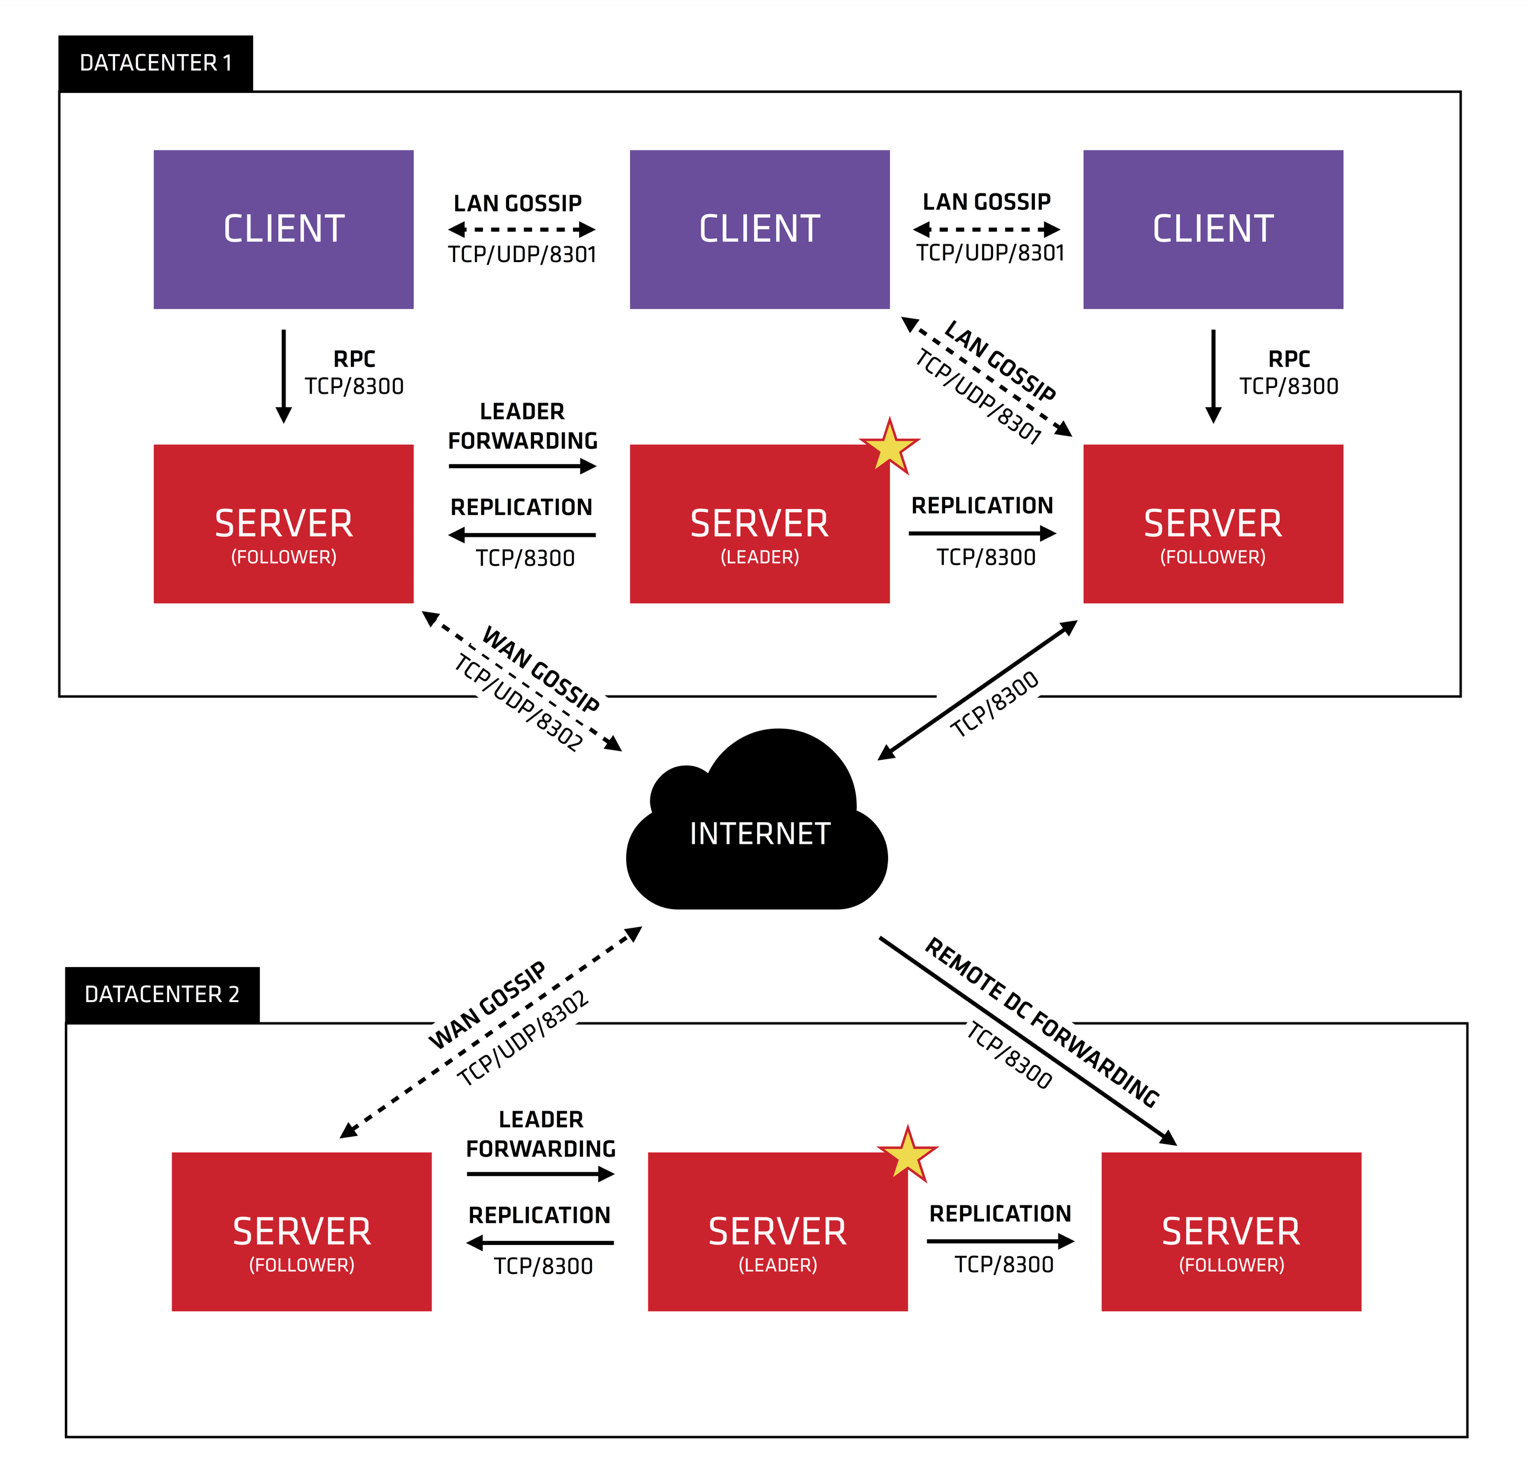 DATACENTER 1
CLIENT
LAN GOSSIP
TCP/UDP/8301
CLIENT
LAN GOSSIP
TCP/UDP/8301
CLIENT
RPC
TCP/8300
LAN GOSSIP
TCP/UDP/8301
RPC
TCP/8300
SERVER
(FOLLOWER)
LEADER
FORWARDING
REPLICATION
TCP/8300
SERVER
(LEADER)
REPLICATION
TCP/8300
SERVER
(FOLLOWER)
WAN GOSSIP
TCP/UDP/8302
TCP/8300
INTERNET
WAN GOSSIP
TCP/UDP/8302
REMOTE DC FORWARDING
TCP/8300
DATACENTER 2
SERVER
(FOLLOWER)
LEADER
FORWARDING
REPLICATION
TCP/8300
SERVER
(LEADER)
REPLICATION
TCP/8300
SERVER
(FOLLOWER)